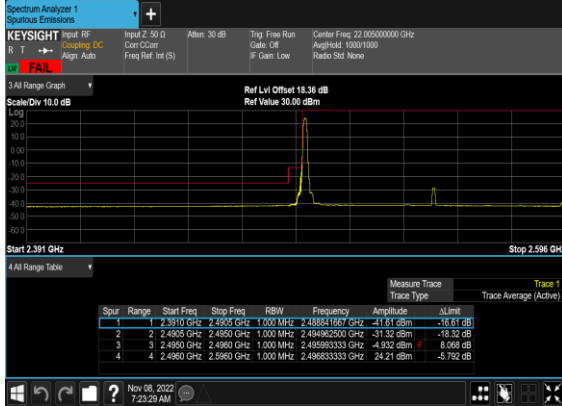 Spectrum Analyzer 1
Spurious Emissions
+
KEYSIGHT Input: RF Input Z: 50 Ω Atten: 30 dB Trig: Free Run Center Freq: 22.005000000 GHz
R T Coupling: DC Corr CCorr Gate: Off Avg|Hold: 1000/1000
Align: Auto Freq Ref: Int (S) IF Gain: Low Radio Std: None
FAIL
3 All Range Graph
Ref Lvl Offset 18.36 dB
Scale/Div 10.0 dB Ref Value 30.00 dBm
Log
20.0
10.0
0.00
-10.0
-20.0
-30.0
-40.0
-50.0
-60.0
Start 2.391 GHz Stop 2.596 GH
4 All Range Table
Measure Trace Trace 1
Trace Type Trace Average (Active)
Spur Range Start Freq Stop Freq RBW Frequency Amplitude ΔLimit
1 1 2.3910 GHz 2.4905 GHz 1.000 MHz 2.488841667 GHz -41.61 dBm -16.61 dB
2 2 2.4905 GHz 2.4950 GHz 1.000 MHz 2.494962500 GHz -31.32 dBm -18.32 dB
3 3 2.4950 GHz 2.4960 GHz 1.000 MHz 2.495993333 GHz -4.932 dBm F 8.068 dB
4 4 2.4960 GHz 2.5960 GHz 1.000 MHz 2.496833333 GHz 24.21 dBm -5.792 dB
? Nov 08, 2022
7:23:29 AM